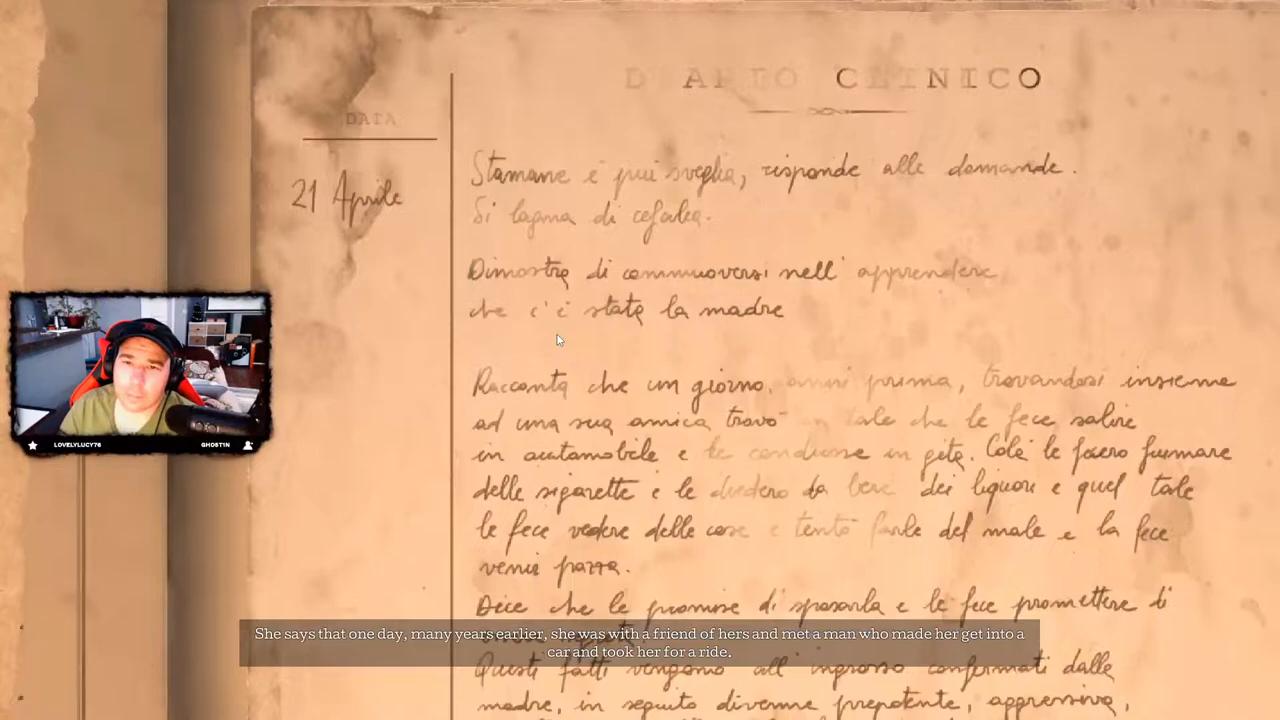 DIARIO CLINICO
DATA
21 Aprile
Stamane è più sveglia, risponde alle domande.
Si lagna di cefalea.
Dimostra di commuoversi nell' apprendere
che c'è stata la madre
Racconta che un giorno, anni prima, trovandosi insieme
ad una sua amica trovò un tale che le fece salire
in automobile e le condusse in gita. Colà le fecero fumare
delle sigarette e le diedero da bere dei liquori e quel tale
le fece vedere delle cose e tentò farle del male e la fece
venir pazza.
Dice che le promise di sposarla e le fece promettere di
She says that one day, many years earlier, she was with a friend of hers and met a man who made her get into a
car and took her for a ride.
Questi fatti vengono all' ingrosso confermati dalla
madre, in seguito divenne prepotente, aggressiva,
LOVELYLUCY76
GHOST1N